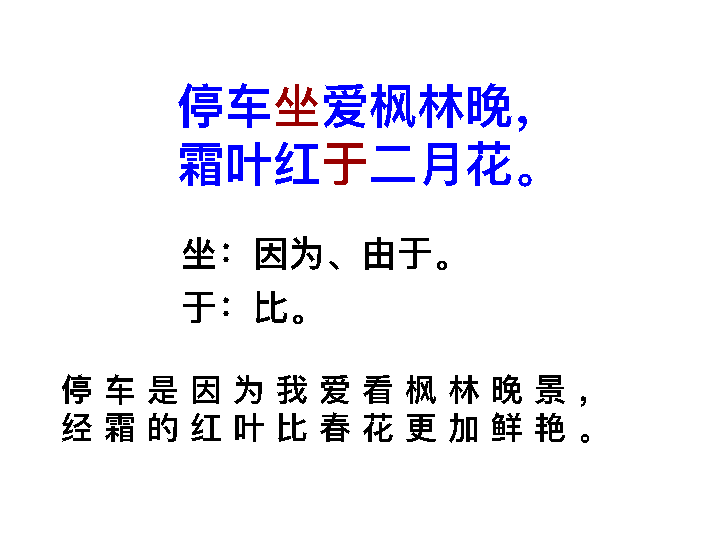 停车坐爱枫林晚，
霜叶红于二月花。
坐：因为、由于。
于：比。
停车是因为我爱看枫林晚景，
经霜的红叶比春花更加鲜艳。